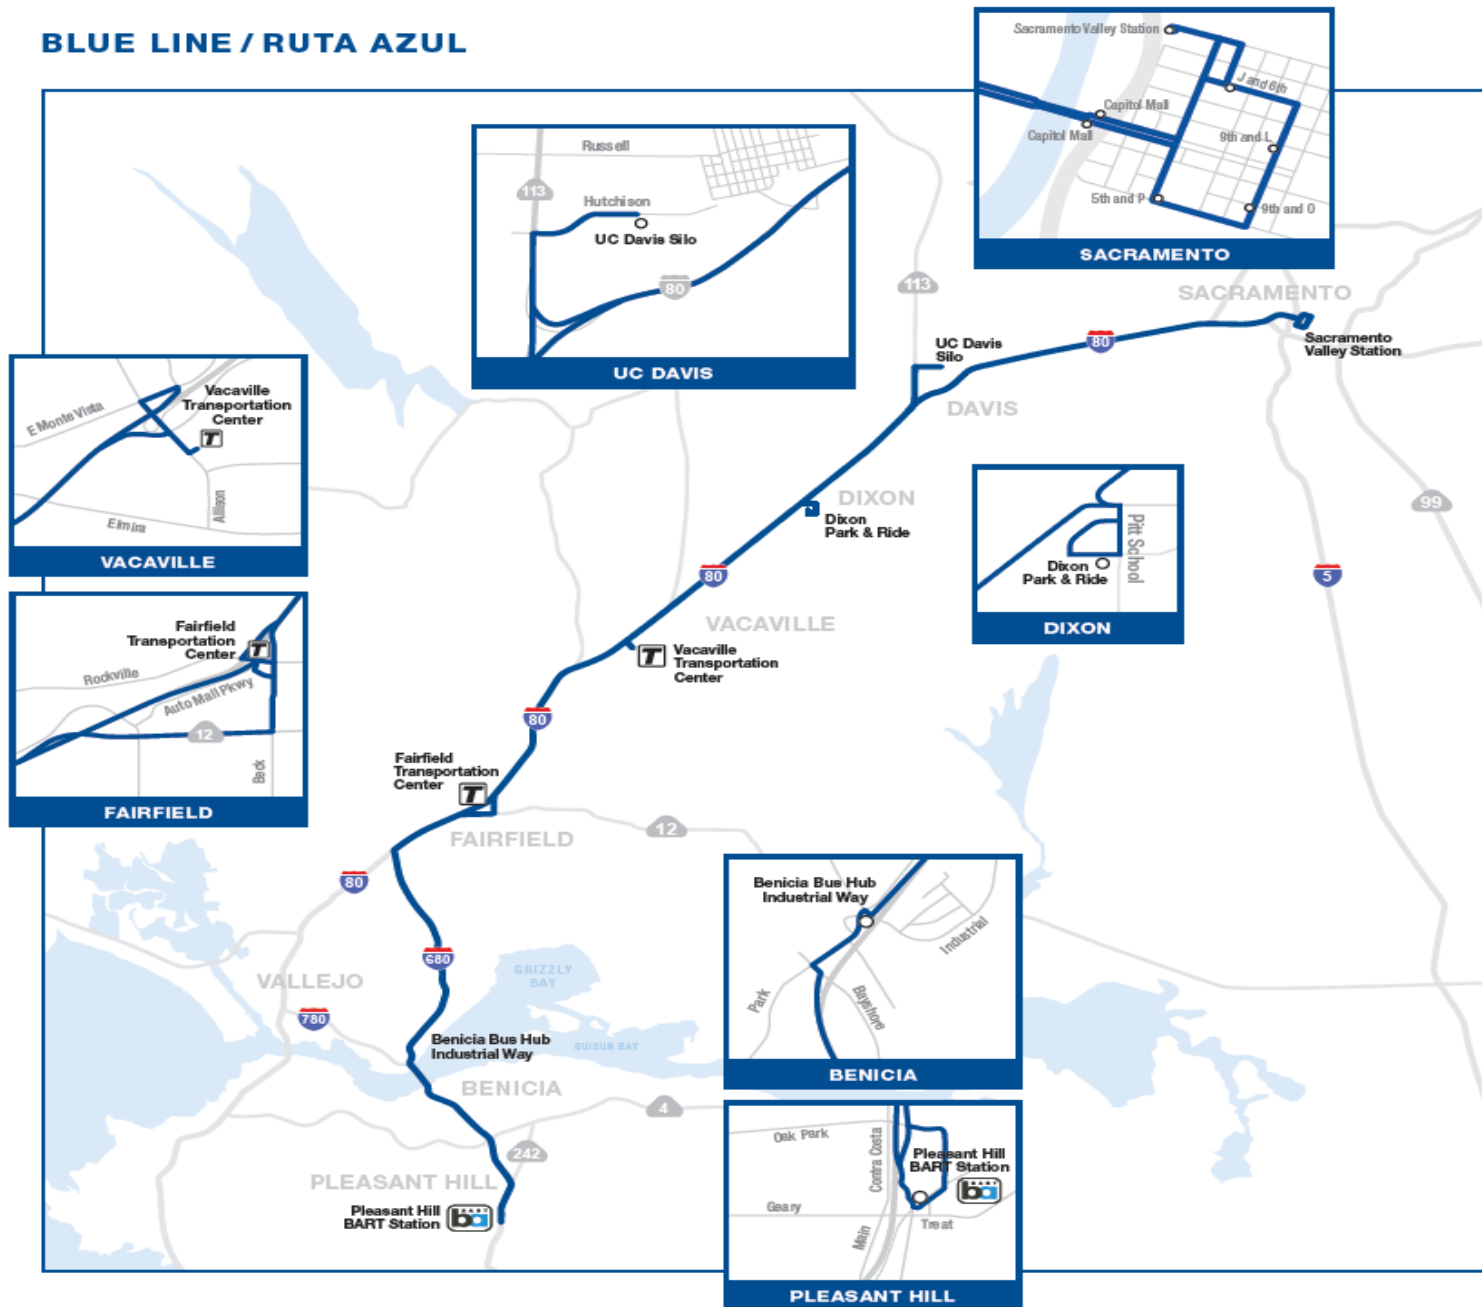 BLUE LINE / RUTA AZUL
Sacramento Valley Station
J and 6th
Capitol Mall
Capitol Mall
9th and L
5th and P
9th and O
SACRAMENTO
Russell
113
Hutchison
UC Davis Silo
80
UC DAVIS
113
SACRAMENTO
80
Sacramento
Valley Station
UC Davis
Silo
DAVIS
Vacaville
Transportation
Center
T
E Monte Vista
Allison
Elmira
VACAVILLE
DIXON
Dixon
Park & Ride
99
5
Pitt School
Dixon
Park & Ride
DIXON
80
VACAVILLE
T
Vacaville
Transportation
Center
Fairfield
Transportation
Center
T
Rockville
Auto Mall Pkwy
12
Beck
FAIRFIELD
80
Fairfield
Transportation
Center
T
FAIRFIELD
12
80
680
VALLEJO
780
GRIZZLY
BAY
SUISUN BAY
Benicia Bus Hub
Industrial Way
BENICIA
Benicia Bus Hub
Industrial Way
Industrial
Park
Bayshore
BENICIA
4
242
PLEASANT HILL
Pleasant Hill
BART Station
BART
ba
Oak Park
Contra Costa
Pleasant Hill
BART Station
BART
ba
Geary
Main
Treat
PLEASANT HILL